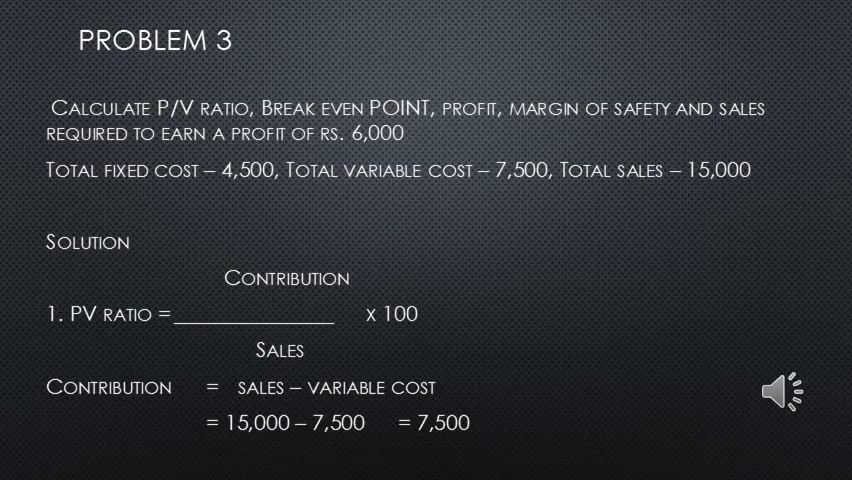 PROBLEM 3
CALCULATE P/V RATIO, BREAK EVEN POINT, PROFIT, MARGIN OF SAFETY AND SALES
REQUIRED TO EARN A PROFIT OF RS. 6,000
TOTAL FIXED COST – 4,500, TOTAL VARIABLE COST – 7,500, TOTAL SALES – 15,000
SOLUTION
CONTRIBUTION
1. PV RATIO = _______________ X 100
SALES
CONTRIBUTION = SALES – VARIABLE COST
= 15,000 – 7,500 = 7,500